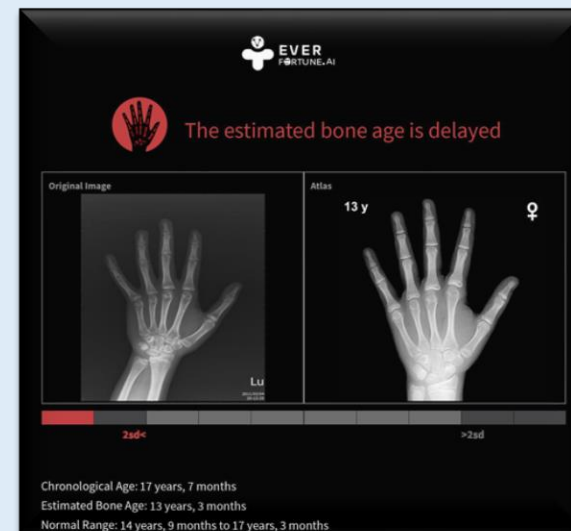 EVER
FORTUNE.AI
The estimated bone age is delayed
Original Image
Atlas
13 y
♀
Lu
2sd<
>2sd
Chronological Age: 17 years, 7 months
Estimated Bone Age: 13 years, 3 months
Normal Range: 14 years, 9 months to 17 years, 3 months